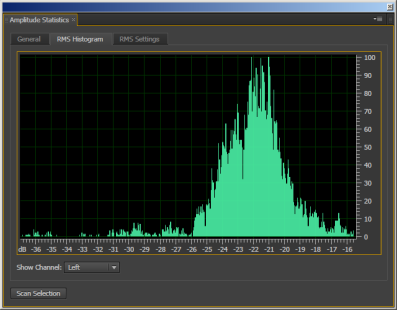 Amplitude Statistics ×
General RMS Histogram RMS Settings
100
90
80
70
60
50
40
30
20
10
0
dB -36 -35 -34 -33 -32 -31 -30 -29 -28 -27 -26 -25 -24 -23 -22 -21 -20 -19 -18 -17 -16
Show Channel: Left
Scan Selection